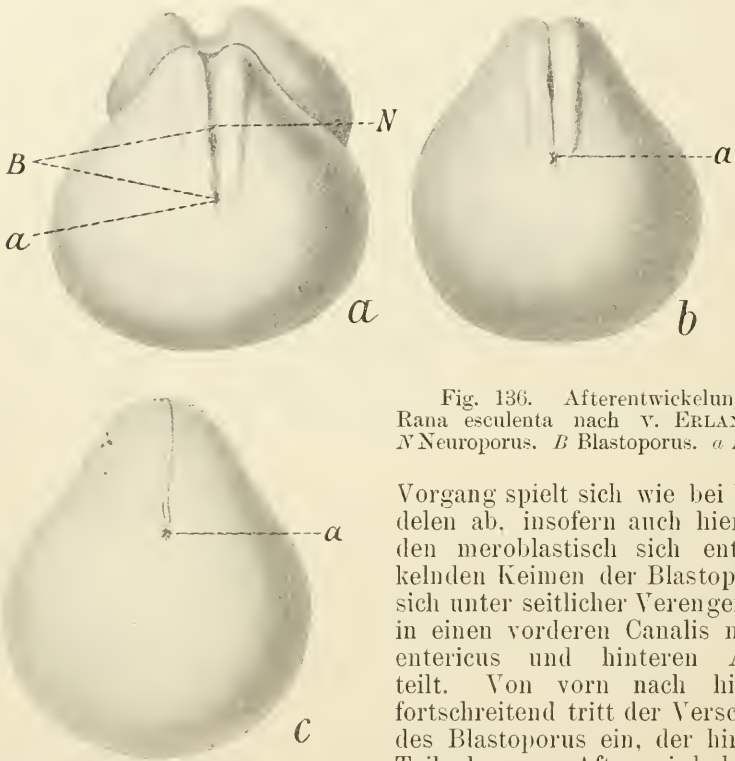 N
B
a
a
a
b
Fig. 136. Afterentwickelun
Rana esculenta nach v. ERLA
N Neuroporus. B Blastoporus. a
Vorgang spielt sich wie bei
delen ab, insofern auch hier
den meroblastisch sich ent
kelnden Keimen der Blastop
sich unter seitlicher Verenger
in einen vorderen Canalis n
entericus und hinteren A
teilt. Von vorn nach hi
fortschreitend tritt der Versc
des Blastoporus ein, der hin
a
c